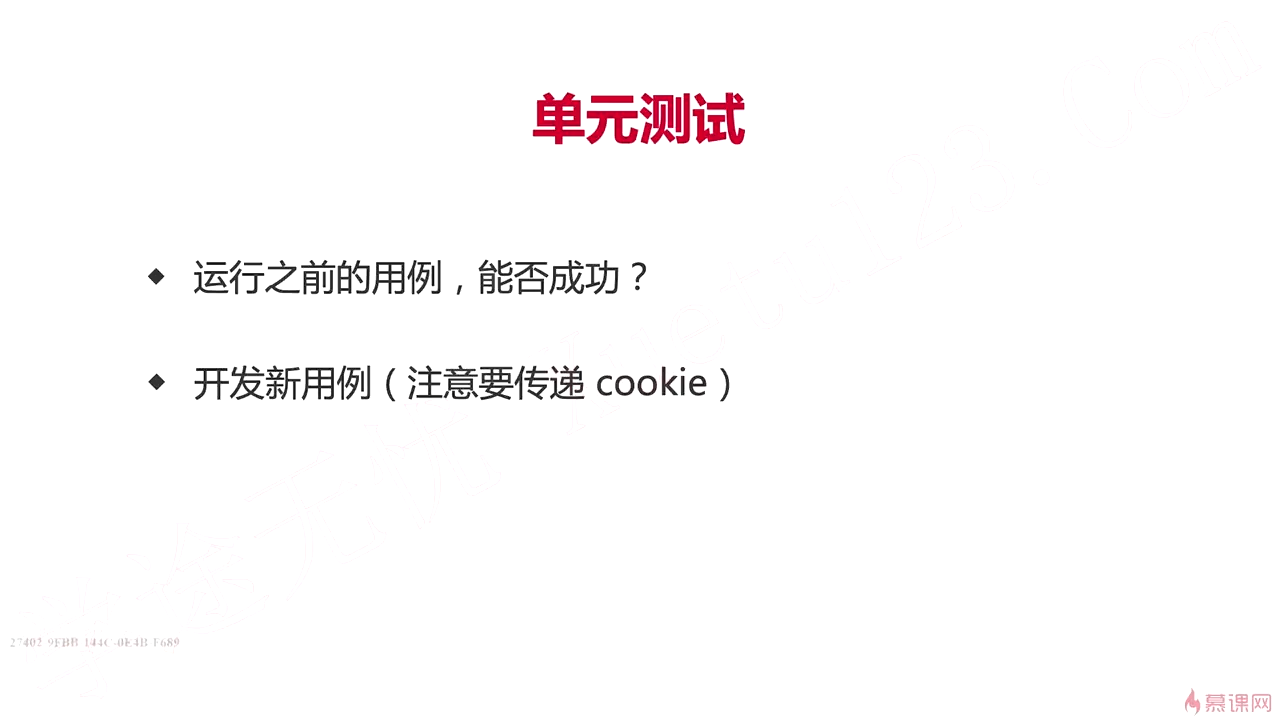 单元测试
◆ 运行之前的用例，能否成功？
◆ 开发新用例（注意要传递 cookie）
慕课网